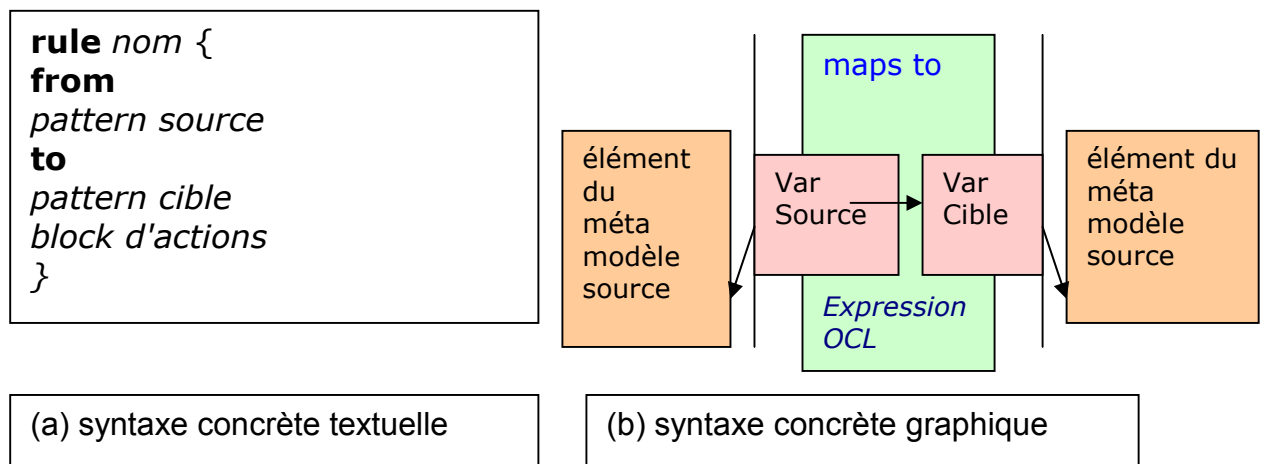 rule nom {
from
pattern source
to
pattern cible
block d'actions
}
maps to
élément
du
méta
modèle
source
Var
Source
Var
Cible
élément du
méta
modèle
source
Expression
OCL
(a) syntaxe concrète textuelle
(b) syntaxe concrète graphique